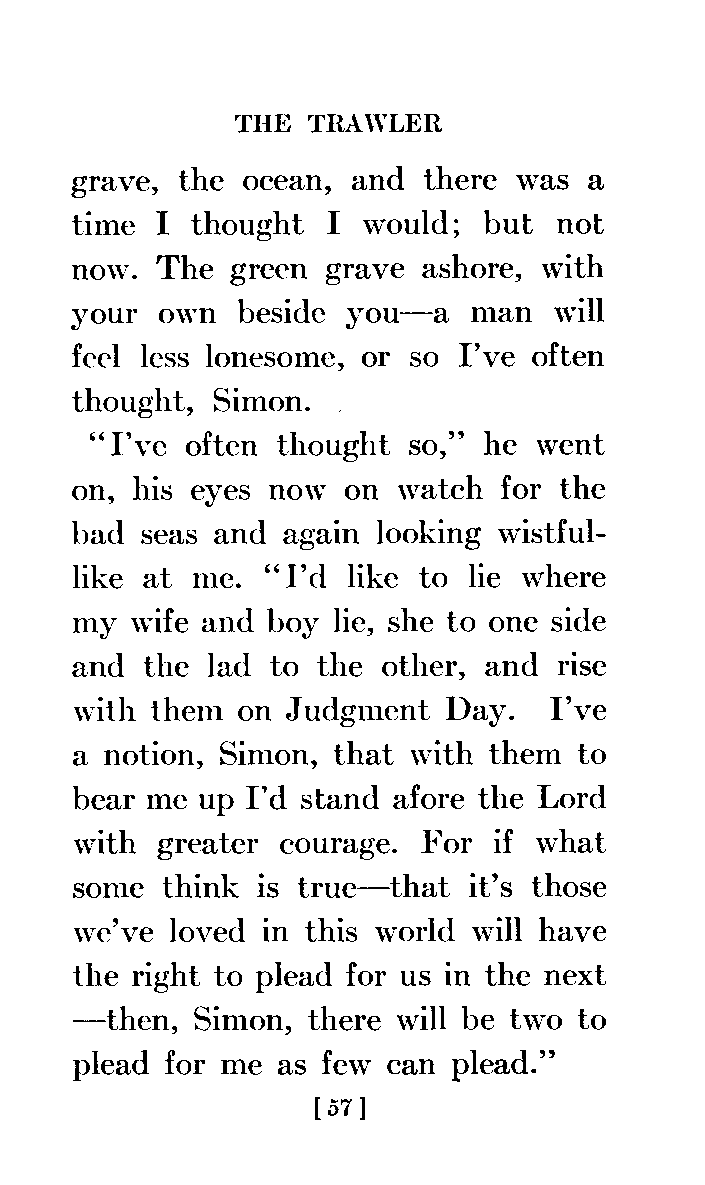 THE TRAWLER
grave, the ocean, and there was a
time I thought I would; but not
now. The green grave ashore, with
your own beside you—a man will
feel less lonesome, or so I've often
thought, Simon.
"I've often thought so," he went
on, his eyes now on watch for the
bad seas and again looking wistful-
like at me. "I'd like to lie where
my wife and boy lie, she to one side
and the lad to the other, and rise
with them on Judgment Day. I've
a notion, Simon, that with them to
bear me up I'd stand afore the Lord
with greater courage. For if what
some think is true—that it's those
we've loved in this world will have
the right to plead for us in the next
—then, Simon, there will be two to
plead for me as few can plead."
[57]